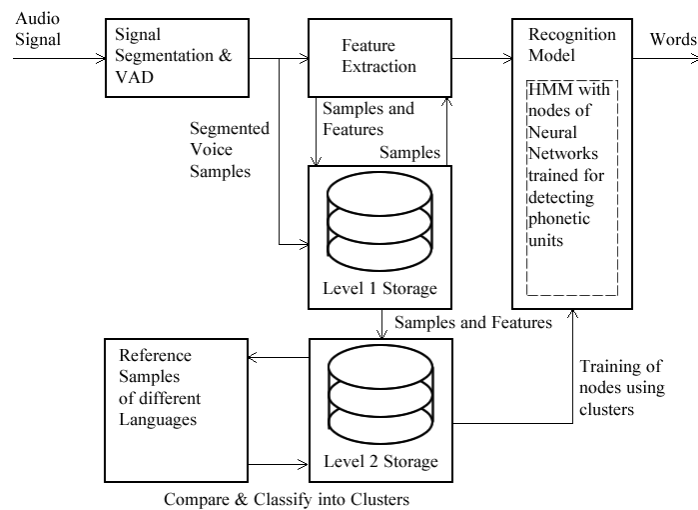 Audio
Signal
Signal
Segmentation &
VAD
Feature
Extraction
Recognition
Model
Words
HMM with
nodes of
Neural
Networks
trained for
detecting
phonetic
units
Segmented
Voice
Samples
Samples and
Features
Samples
Level 1 Storage
Samples and Features
Reference
Samples
of different
Languages
Level 2 Storage
Training of
nodes using
clusters
Compare & Classify into Clusters